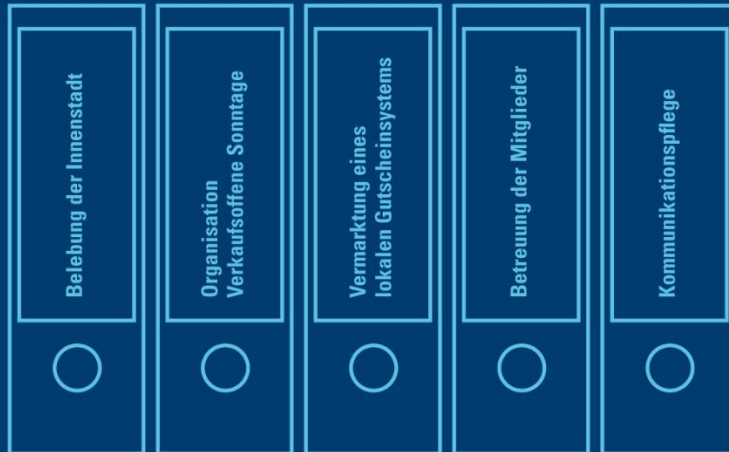 Belebung der Innenstadt
Organisation
Verkaufsoffene Sonntage
Vermarktung eines
lokalen Gutscheinsystems
Betreuung der Mitglieder
Kommunikationspflege